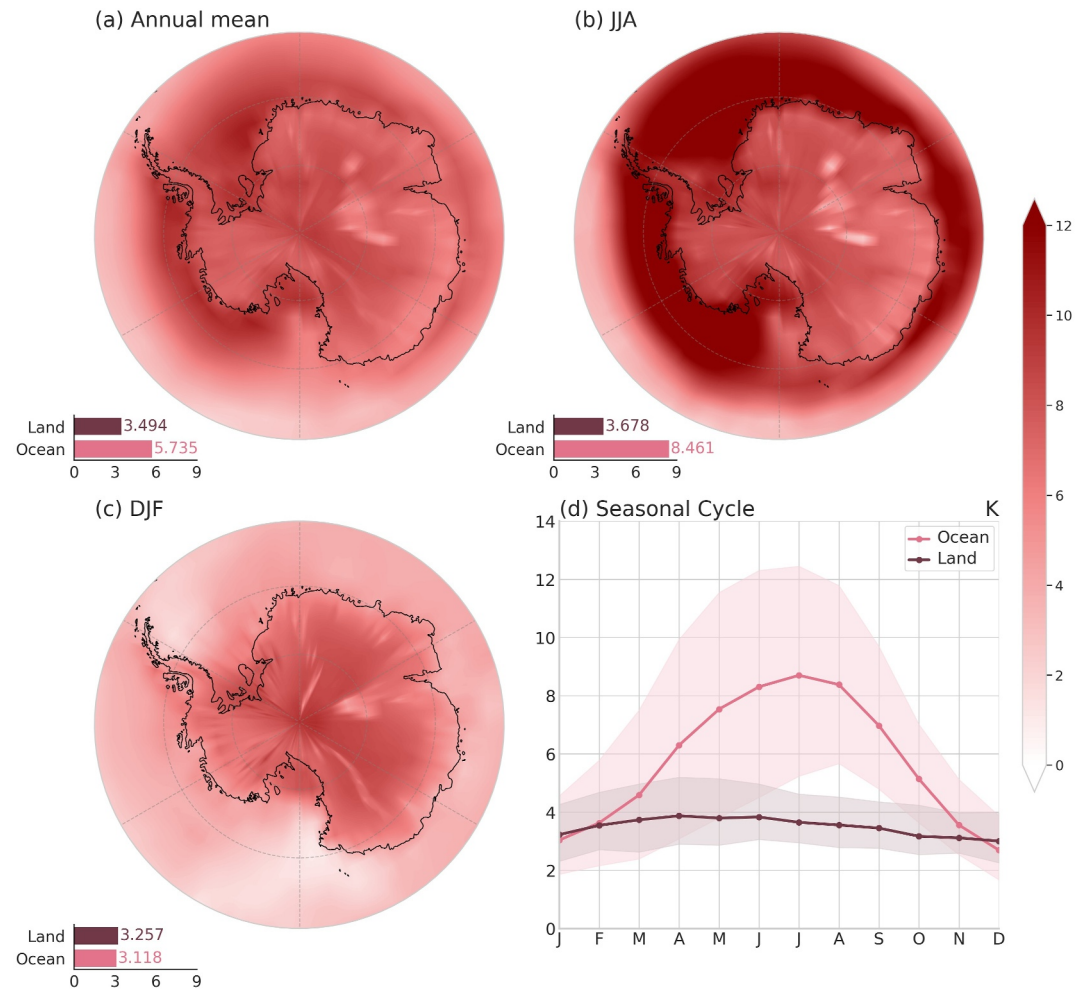 (a) Annual mean
(b) JJA
Land 3.494
Ocean 5.735
0 3 6 9
Land 3.678
Ocean 8.461
0 3 6 9
12
10
8
6
4
2
0
(c) DJF
Land 3.257
Ocean 3.118
0 3 6 9
(d) Seasonal Cycle K
Ocean
Land
14
12
10
8
6
4
2
0
J F M A M J J A S O N D